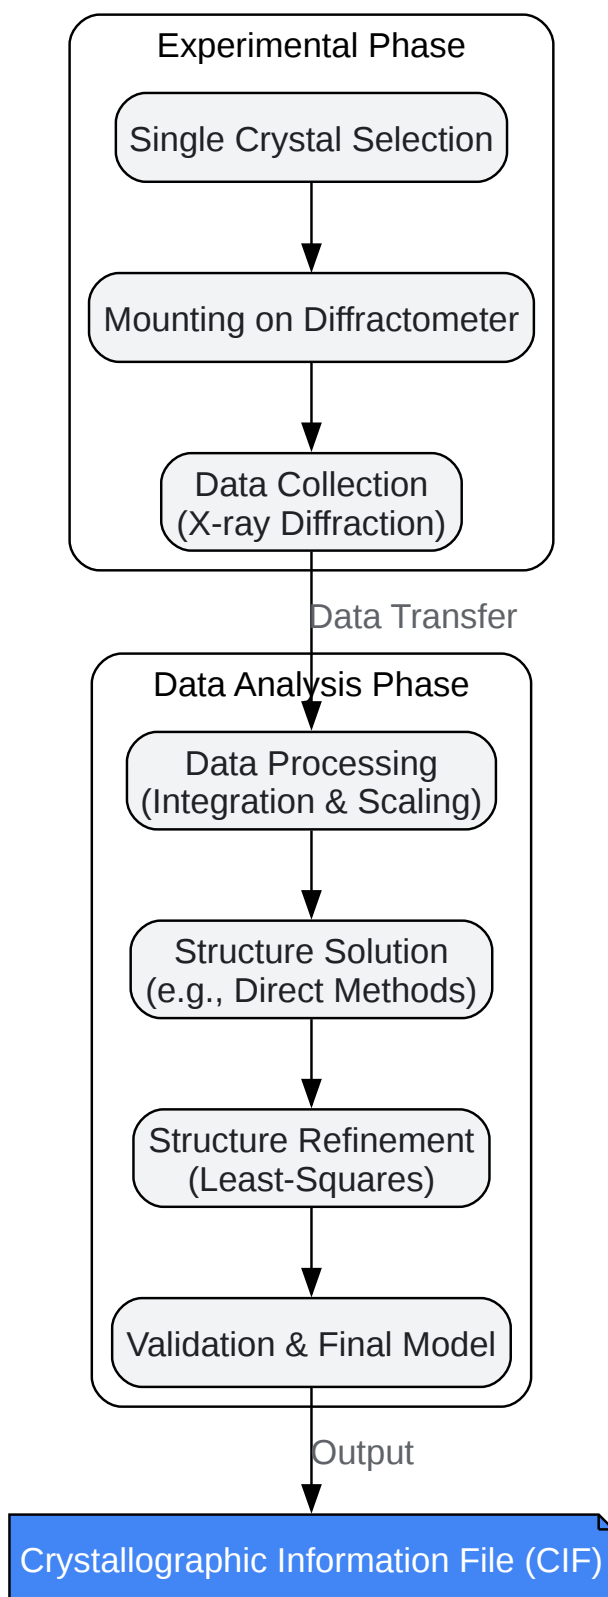 Experimental Phase
Single Crystal Selection
Mounting on Diffractometer
Data Collection
(X-ray Diffraction)
Data Transfer
Data Analysis Phase
Data Processing
(Integration & Scaling)
Structure Solution
(e.g., Direct Methods)
Structure Refinement
(Least-Squares)
Validation & Final Model
Output
Crystallographic Information File (CIF)